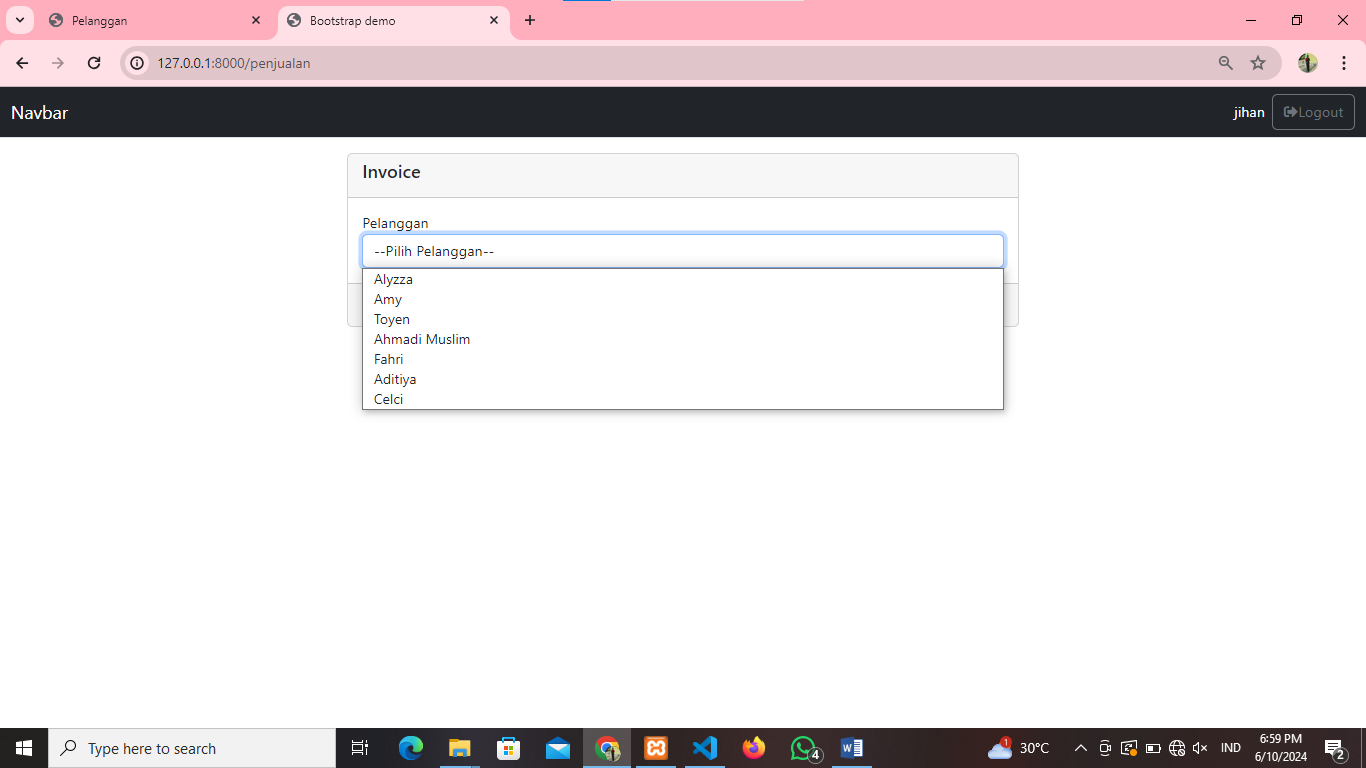 Pelanggan
Bootstrap demo
127.0.0.1:8000/penjualan
Navbar
jihan
Logout
Invoice
Pelanggan
--Pilih Pelanggan--
Alyzza
Amy
Toyen
Ahmadi Muslim
Fahri
Aditiya
Celci
Type here to search
4
1
30°C
IND
6:59 PM
6/10/2024
2